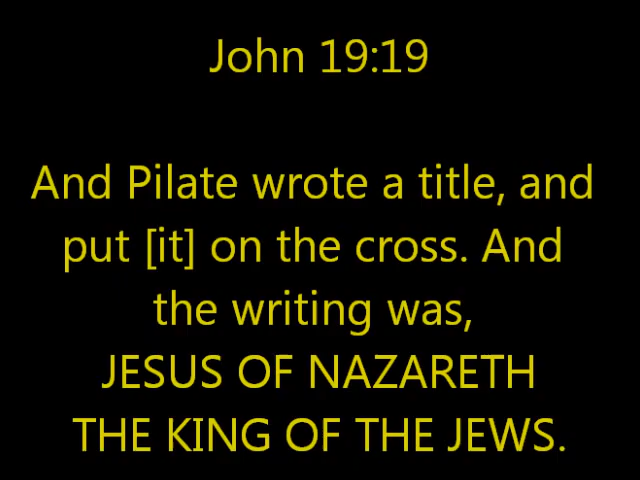 John 19:19
And Pilate wrote a title, and
put [it] on the cross. And
the writing was,
JESUS OF NAZARETH
THE KING OF THE JEWS.